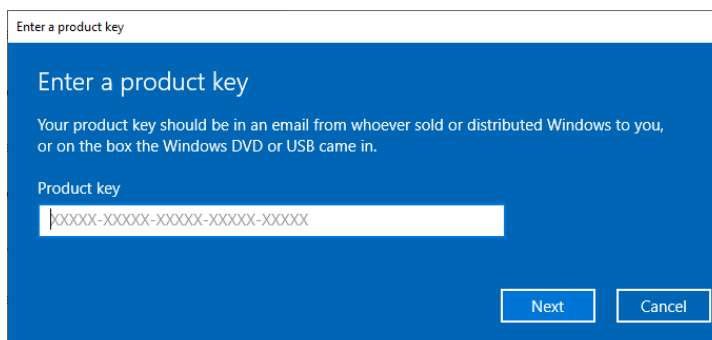 Enter a product key
Enter a product key
Your product key should be in an email from whoever sold or distributed Windows to you,
or on the box the Windows DVD or USB came in.
Product key
XXXXX-XXXXX-XXXXX-XXXXX-XXXXX
Next Cancel